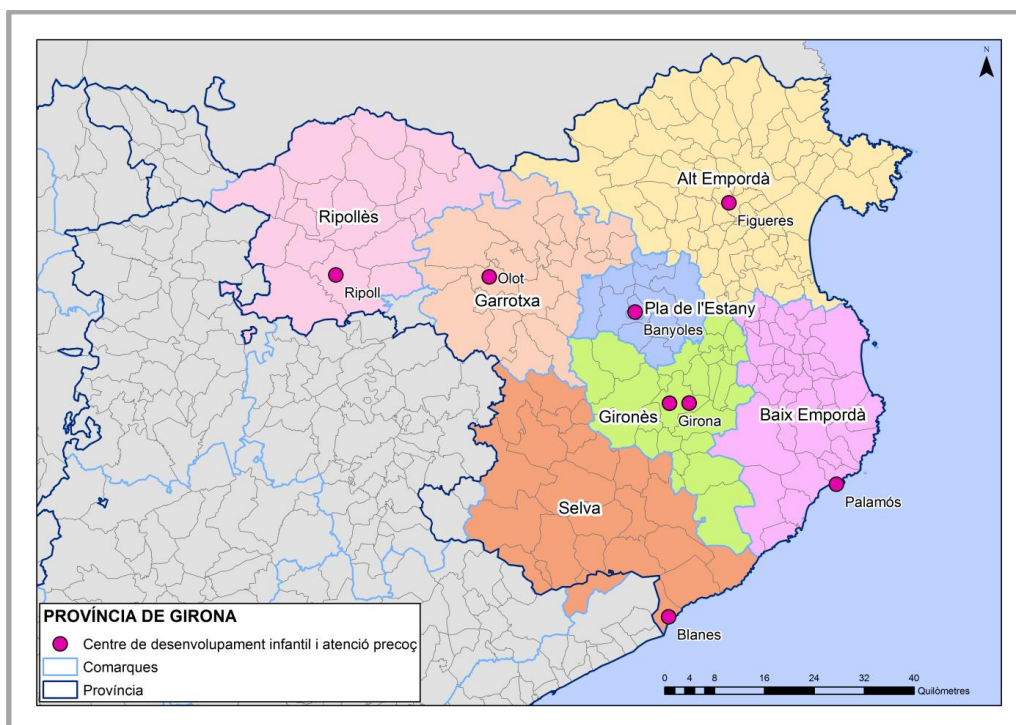 N
Alt Empordà
Figueres
Ripollès
Ripoll
Olot
Garrotxa
Pla de l'Estany
Banyoles
Gironès
Girona
Baix Empordà
Palamós
Selva
Blanes
PROVÍNCIA DE GIRONA
Centre de desenvolupament infantil i atenció precoç
Comarques
Província
0 2 4 8 16 24 32 40
Quilòmetres